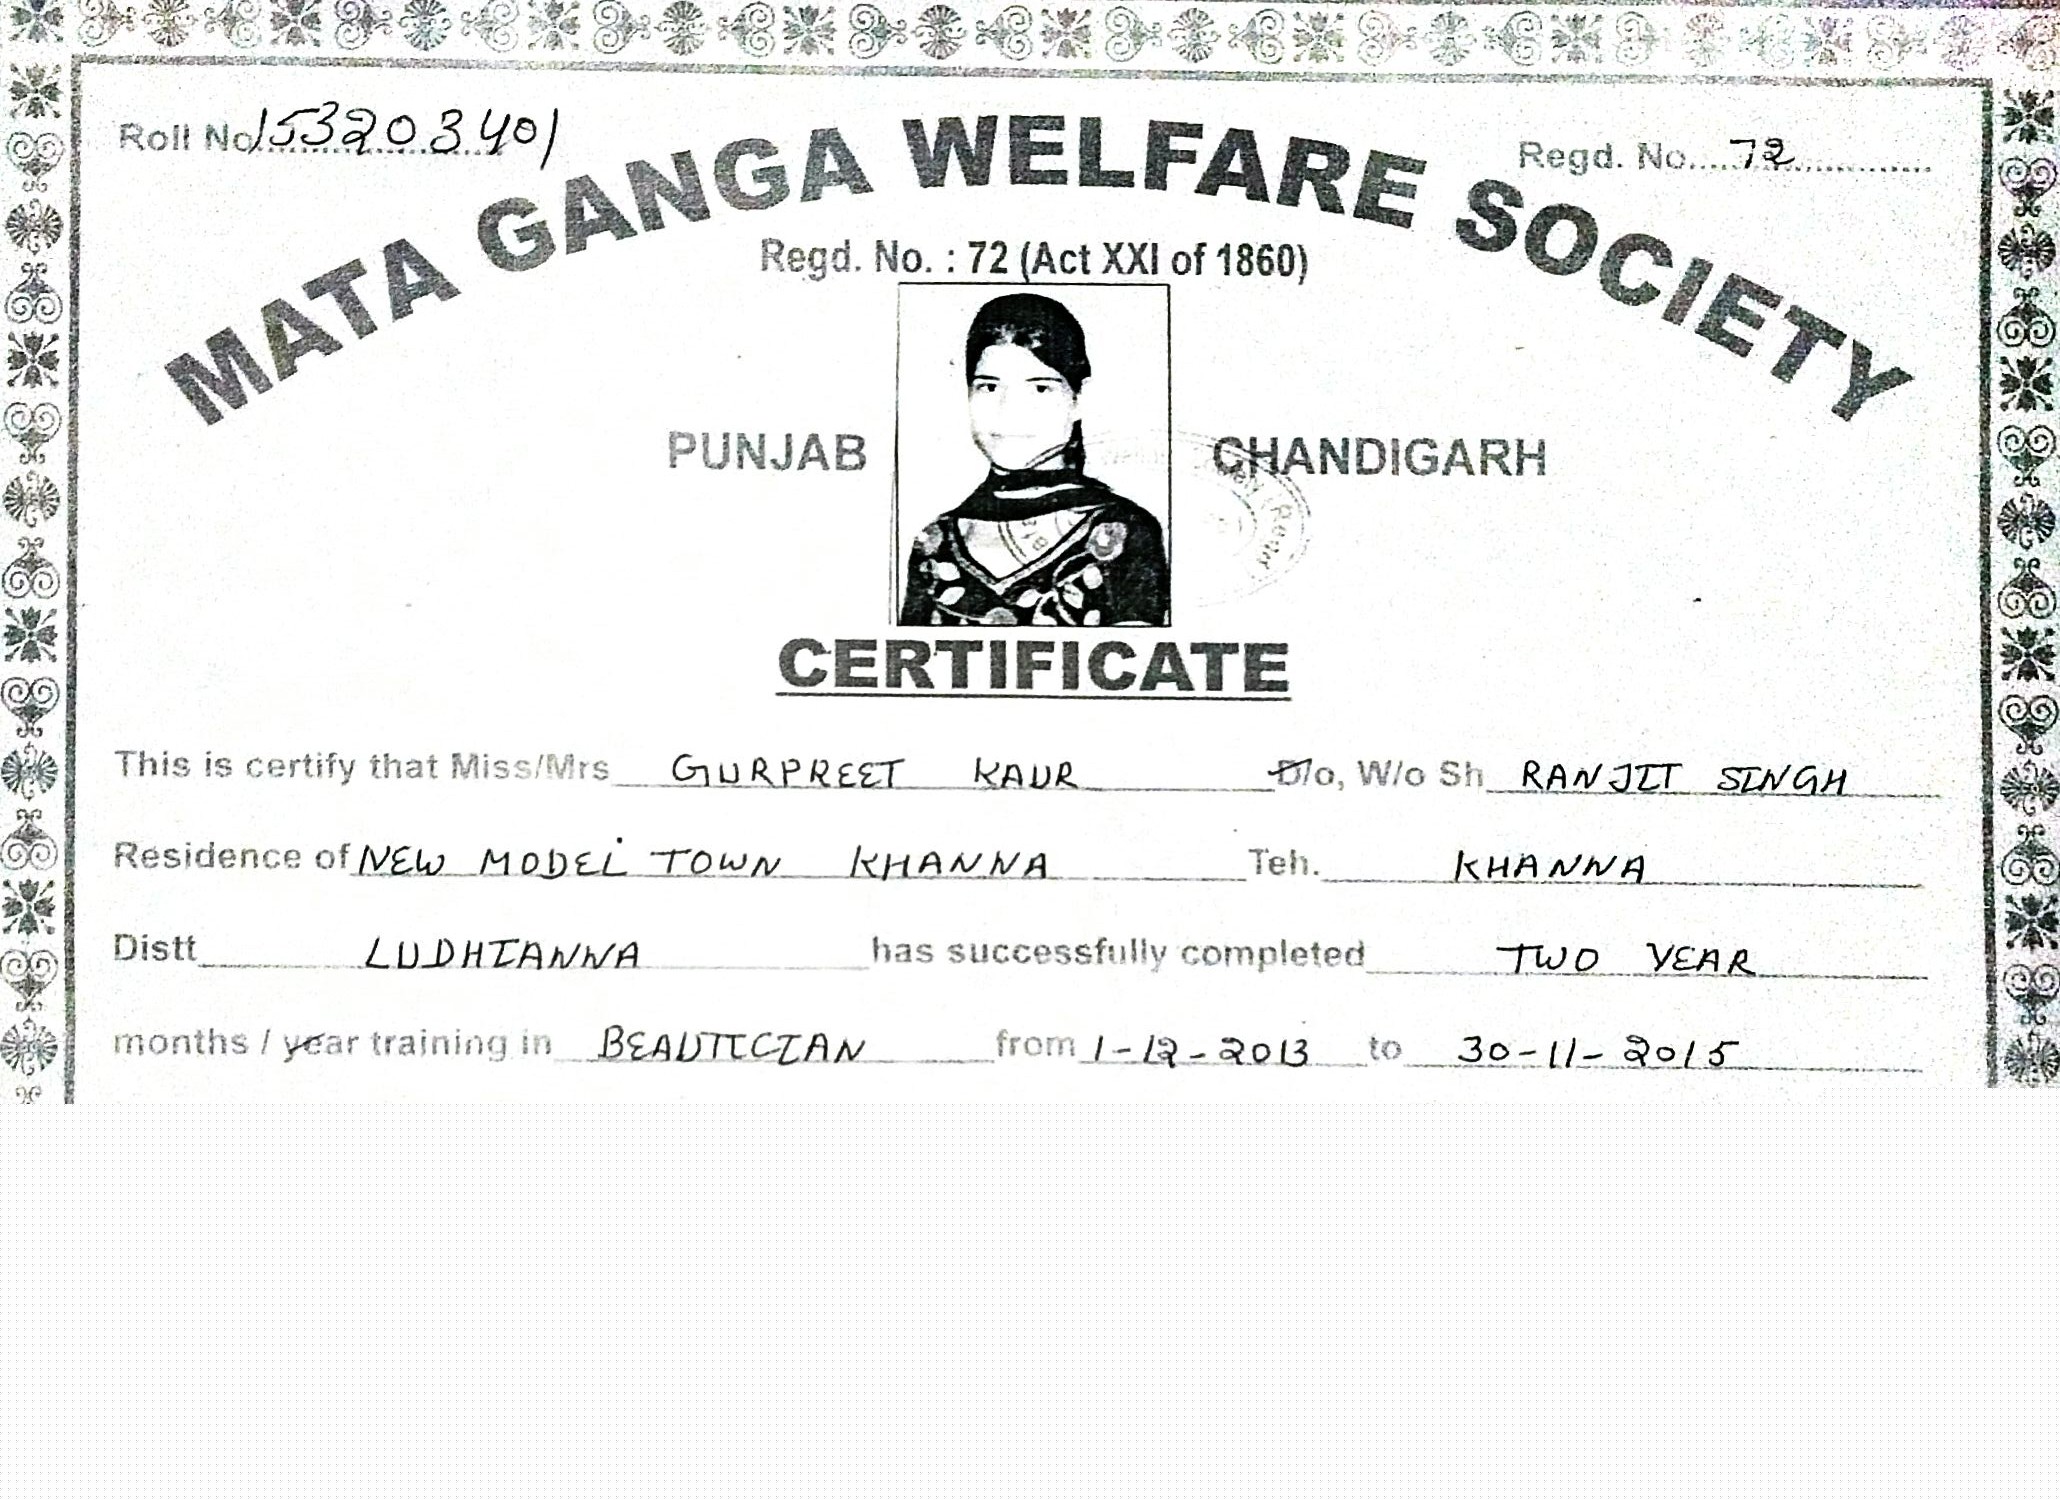 Roll No. 153203401
Regd. No. 72
MATA GANGA WELFARE SOCIETY
Regd. No. : 72 (Act XXI of 1860)
PUNJAB CHANDIGARH
CERTIFICATE
This is certify that Miss/Mrs GURPREET KAUR D/o, W/o Sh RANJIT SINGH
Residence of NEW MODEL TOWN KHANNA Teh. KHANNA
Distt LUDHIANNA has successfully completed TWO YEAR
months / year training in BEAUTICIAN from 1-12-2013 to 30-11-2015